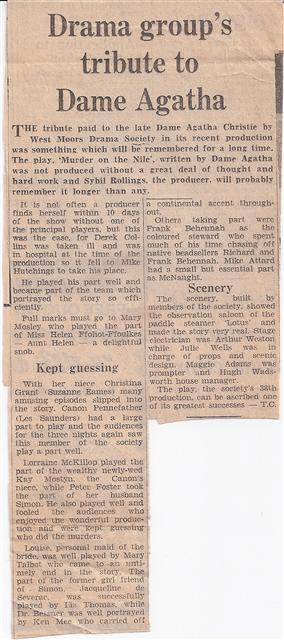 Drama group's
tribute to
Dame Agatha
THE tribute paid to the late Dame Agatha Christie by
West Moors Drama Society in its recent production
was something which will be remembered for a long time.
The play, 'Murder on the Nile', written by Dame Agatha
was not produced without a great deal of thought and
hard work and Sybil Rawlings, the producer, will probably
remember it longer than any.
It is not often a producer
finds herself within 10 days
of the show without one of
the principal players, but this
was the case, for Derek Col-
lins was taken ill and was
in hospital at the time of the
production so it fell to Mike
Hutchings to take his place.
He played his part well and
became part of the team which
portrayed the story so effi-
ciently.
Full marks must go to Mary
Mosley who played the part
of Miss Helen Ffoliot-Ffoulkes
— Aunt Helen — a delightful
snob.
Kept guessing
With her niece Christina
Grant (Suzanne Eames) many
amusing episodes slipped into
the story. Canon Pennefather
(Les Saunders) had a large
part to play and the audiences
for the three nights again saw
this member of the society
play a part well.
Lorraine McKillop played the
part of the wealthy newly-wed
Kay Mostyn, the Canon's
niece, while Peter Foster took
the part of her husband
Simon. He also played well and
fooled the audiences who
enjoyed the wonderful produc-
tion and were kept guessing
who did the murders.
Louise, personal maid of the
bride, was well played by Mary
Talbot who came to an unti-
mely end in the story. The
part of the former girl friend
of Simon, Jacqueline de
Severac, was successfully
played by Liz Thomas, while
Dr. Besner was well portrayed
by Ken Mee who carried off
a continental accent through-
out.
Others taking part were
Frank Behennah as the
coloured steward who spent
much of his time chasing off
native beadsellers Richard and
Frank Behennah. Mike Attard
had a small but essential part
as McNaught.
Scenery
The scenery, built by
members of the society, showed
the observation saloon of the
paddle steamer 'Lotus' and
made the story very real. Stage
electrician was Arthur Weston
while Julie Wells was in
charge of props and scenic
design. Maggie Adams was
prompter and Hugh Wads-
worth house manager.
The play, the society's 38th
production, can be ascribed one
of its greatest successes — T.C.